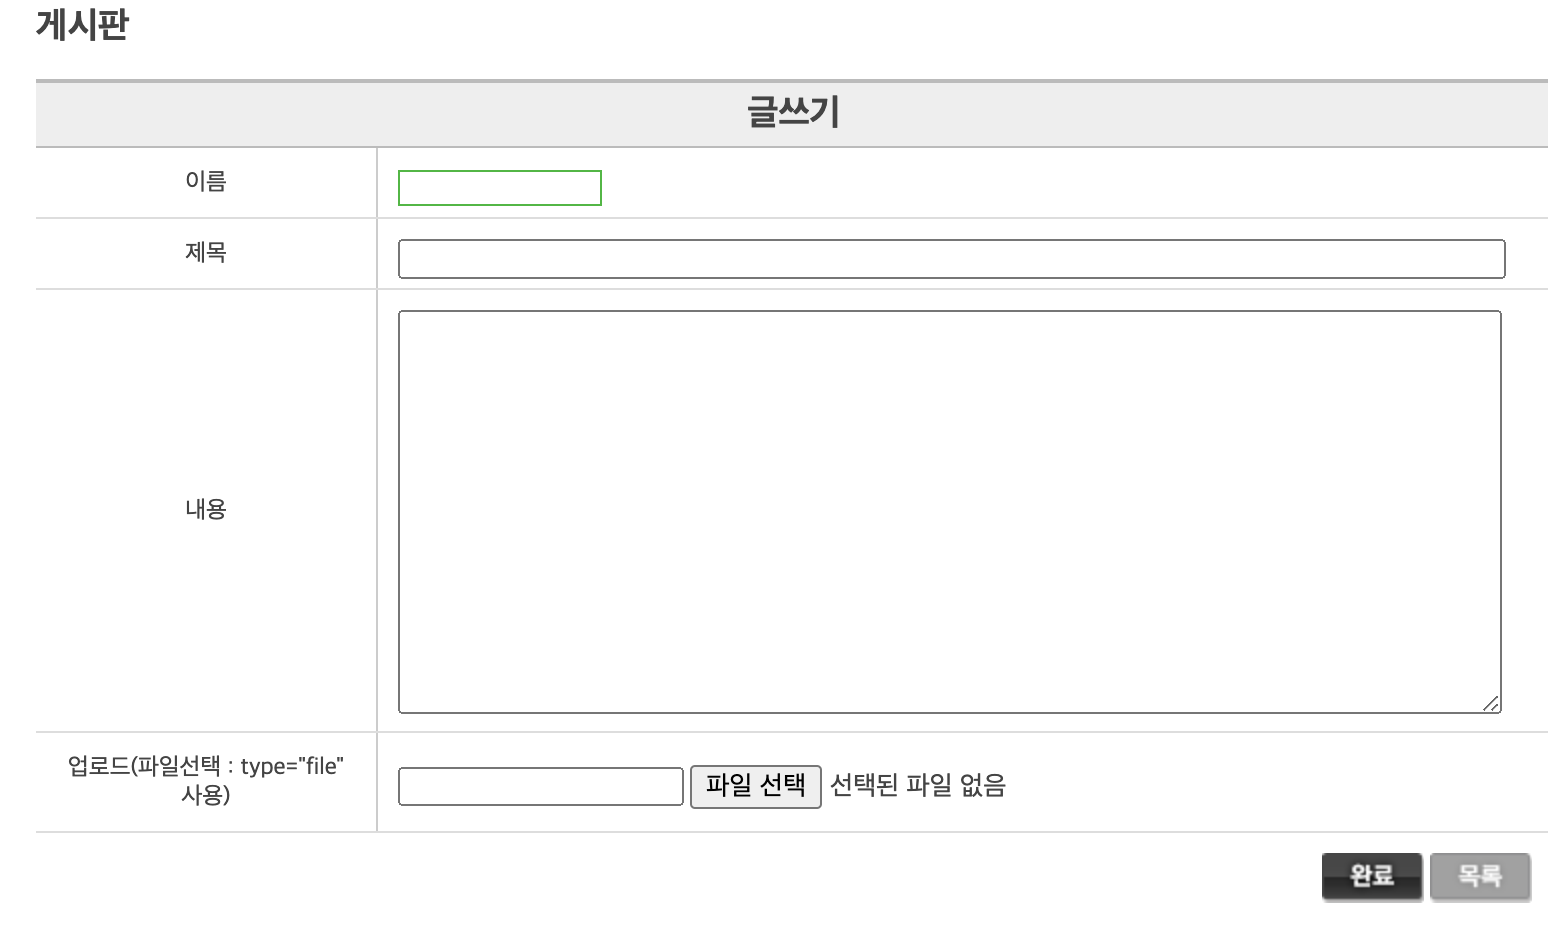 게시판
글쓰기
이름
제목
내용
업로드(파일선택 : type="file"
사용)
파일 선택 선택된 파일 없음
완료 목록